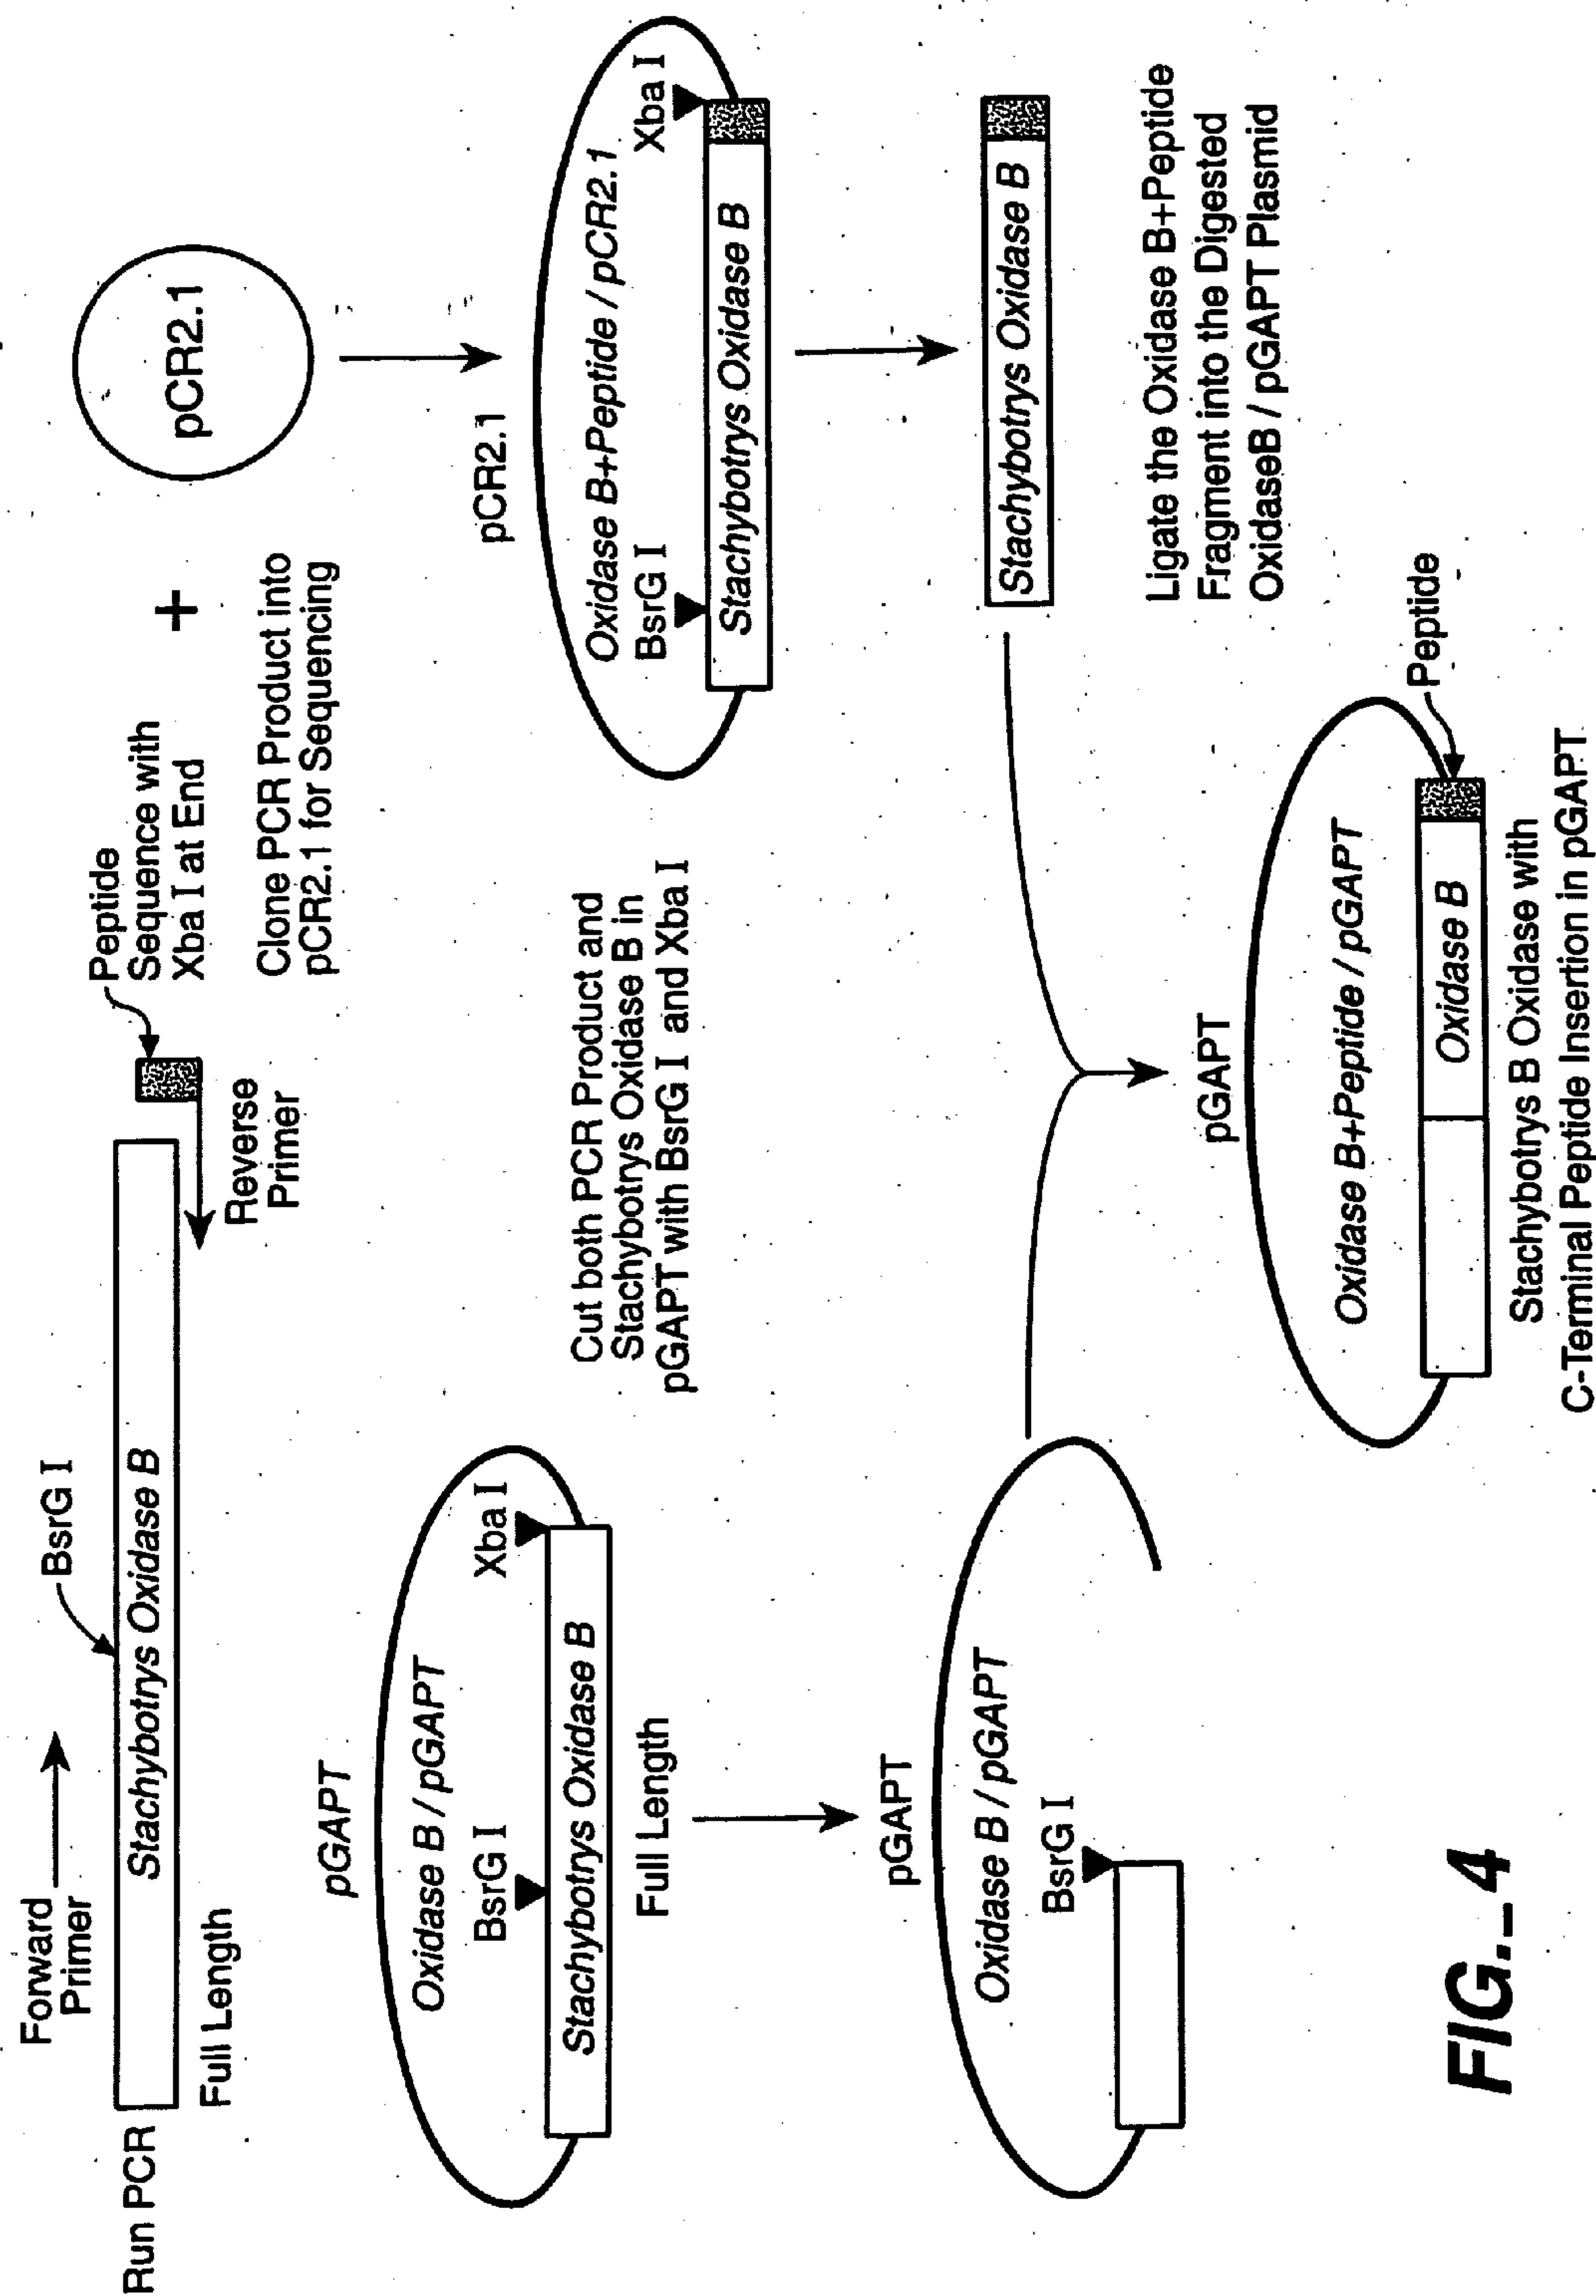 Run PCR
Forward
Primer
BsrG I
Stachybotrys Oxidase B
Full Length
Reverse
Primer
Peptide
Sequence with
Xba I at End
+
pCR2.1
Clone PCR Product into
pCR2.1 for Sequencing
pGAPT
Oxidase B / pGAPT
BsrG I
Xba I
Stachybotrys Oxidase B
Full Length
Cut both PCR Product and
Stachybotrys Oxidase B in
pGAPT with BsrG I and Xba I
pCR2.1
Oxidase B+Peptide / pCR2.1
BsrG I
Xba I
Stachybotrys Oxidase B
pGAPT
Oxidase B / pGAPT
BsrG I
Stachybotrys Oxidase B
Ligate the Oxidase B+Peptide
Fragment into the Digested
OxidaseB / pGAPT Plasmid
pGAPT
Oxidase B+Peptide / pGAPT
Peptide
Oxidase B
Stachybotrys B Oxidase with
C-Terminal Peptide Insertion in pGAPT
FIG._4